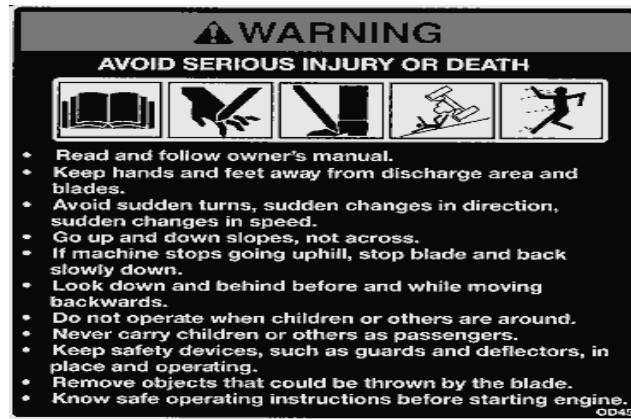 WARNING
AVOID SERIOUS INJURY OR DEATH
• Read and follow owner's manual.
• Keep hands and feet away from discharge area and
blades.
• Avoid sudden turns, sudden changes in direction,
sudden changes in speed.
• Go up and down slopes, not across.
• If machine stops going uphill, stop blade and back
slowly down.
• Look down and behind before and while moving
backwards.
• Do not operate when children or others are around.
• Never carry children or others as passengers.
• Keep safety devices, such as guards and deflectors, in
place and operating.
• Remove objects that could be thrown by the blade.
• Know safe operating instructions before starting engine.